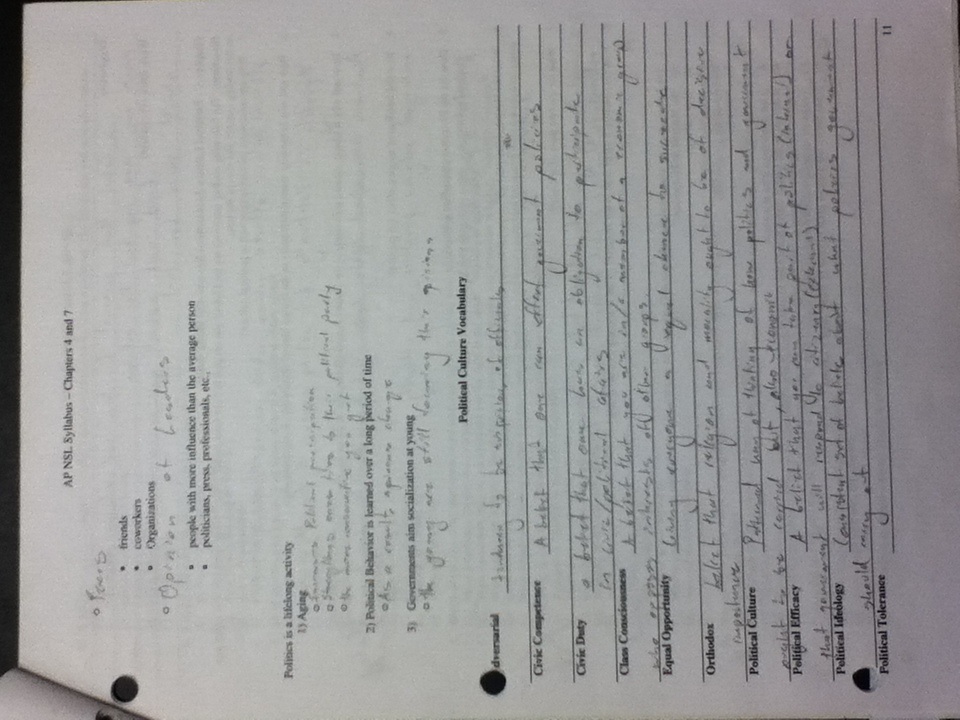 AP NSL Syllabus – Chapters 4 and 7
o Peers
• friends
• coworkers
• Organizations
o Opinion of Leaders
• people with more influence than the average person
• politicians, press, professionals, etc.,
Politics is a lifelong activity
1) Aging
o Increases Political participation
o Strengthens ones ties to their political party
o the more conservative you get
2) Political Behavior is learned over a long period of time
o As a result, opinions change
3) Governments aim socialization at young
o the young are still forming their opinions
Political Culture Vocabulary
dversarial tendency to be suspicious of officials
Civic Competence A belief that one can effect goverment policies
Civic Duty a belief that one has an obligation to participate
in civic/political affairs
Class Consciousness A belief that you are in/a member of a economic group
who opposes interests of other groups.
Equal Opportunity Giving everyone a equal chance to succeede
Orthodox belief that religion and morality ought to be of decisive
importance
Political Culture Patterned way of thinking of how politics and government
ought to be carried out, also economic
Political Efficacy A belief that you can take part of politics (internal) or
that government will respond to citizenry (external)
Political Ideology Consistent set of beliefs about what policies government
should carry out
Political Tolerance
11